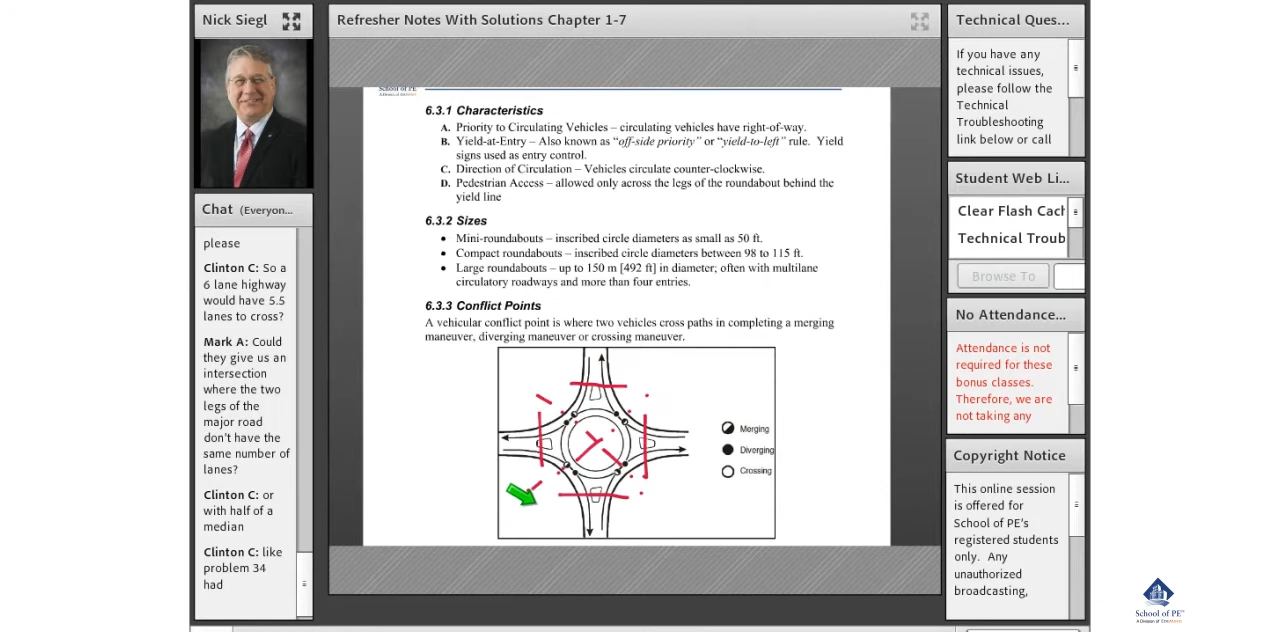 Nick Siegl
Refresher Notes With Solutions Chapter 1-7
Technical Ques...
If you have any
technical issues,
please follow the
Technical
Troubleshooting
link below or call
School of PE
6.3.1 Characteristics
A. Priority to Circulating Vehicles – circulating vehicles have right-of-way.
B. Yield-at-Entry – Also known as “off-side priority” or “yield-to-left” rule. Yield
signs used as entry control.
C. Direction of Circulation – Vehicles circulate counter-clockwise.
D. Pedestrian Access – allowed only across the legs of the roundabout behind the
yield line
6.3.2 Sizes
• Mini-roundabouts – inscribed circle diameters as small as 50 ft.
• Compact roundabouts – inscribed circle diameters between 98 to 115 ft.
• Large roundabouts – up to 150 m [492 ft] in diameter; often with multilane
circulatory roadways and more than four entries.
6.3.3 Conflict Points
A vehicular conflict point is where two vehicles cross paths in completing a merging
maneuver, diverging maneuver or crossing maneuver.
Merging
Diverging
Crossing
Chat (Everyon...
please
Clinton C: So a
6 lane highway
would have 5.5
lanes to cross?
Mark A: Could
they give us an
intersection
where the two
legs of the
major road
don't have the
same number of
lanes?
Clinton C: or
with half of a
median
Clinton C: like
problem 34
had
Student Web Li...
Clear Flash Cach
Technical Troub
Browse To
No Attendance...
Attendance is not
required for these
bonus classes.
Therefore, we are
not taking any
Copyright Notice
This online session
is offered for
School of PE's
registered students
only. Any
unauthorized
broadcasting,
School of PE